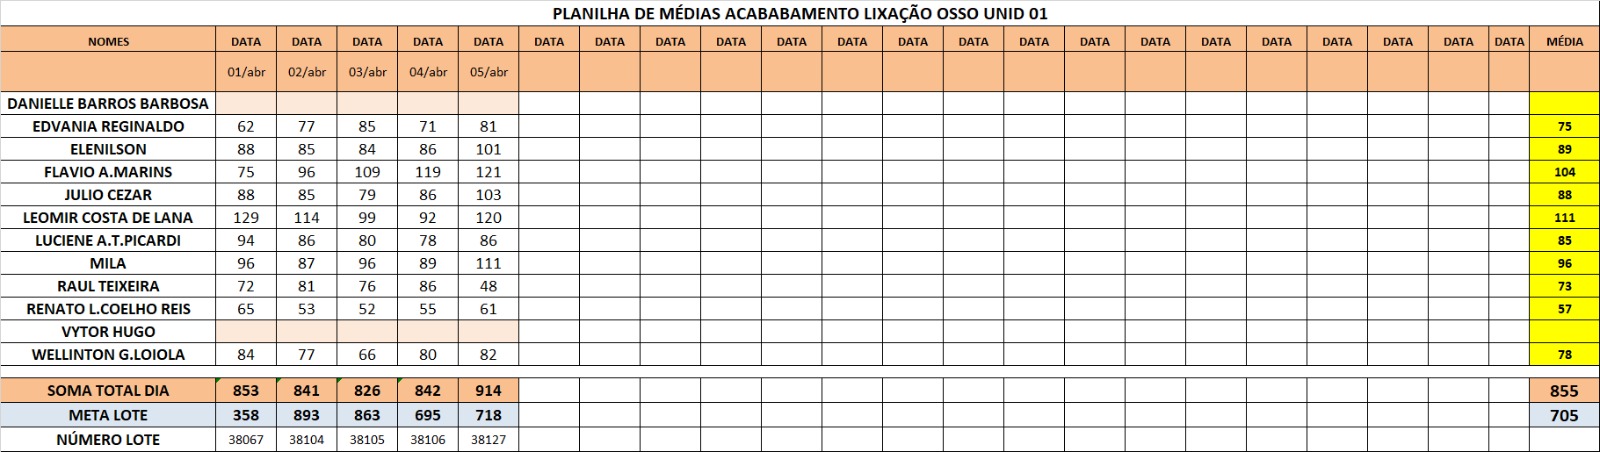 PLANILHA DE MÉDIAS ACABABAMENTO LIXAÇÃO OSSO UNID 01
NOMES DATA DATA DATA DATA DATA DATA DATA DATA DATA DATA DATA DATA DATA DATA DATA DATA DATA DATA DATA DATA DATA DATA MÉDIA
01/abr 02/abr 03/abr 04/abr 05/abr
DANIELLE BARROS BARBOSA
EDVANIA REGINALDO 62 77 85 71 81 75
ELENILSON 88 85 84 86 101 89
FLAVIO A.MARINS 75 96 109 119 121 104
JULIO CEZAR 88 85 79 86 103 88
LEOMIR COSTA DE LANA 129 114 99 92 120 111
LUCIENE A.T.PICARDI 94 86 80 78 86 85
MILA 96 87 96 89 111 96
RAUL TEIXEIRA 72 81 76 86 48 73
RENATO L.COELHO REIS 65 53 52 55 61 57
VYTOR HUGO
WELLINTON G.LOIOLA 84 77 66 80 82 78
SOMA TOTAL DIA 853 841 826 842 914 855
META LOTE 358 893 863 695 718 705
NÚMERO LOTE 38067 38104 38105 38106 38127